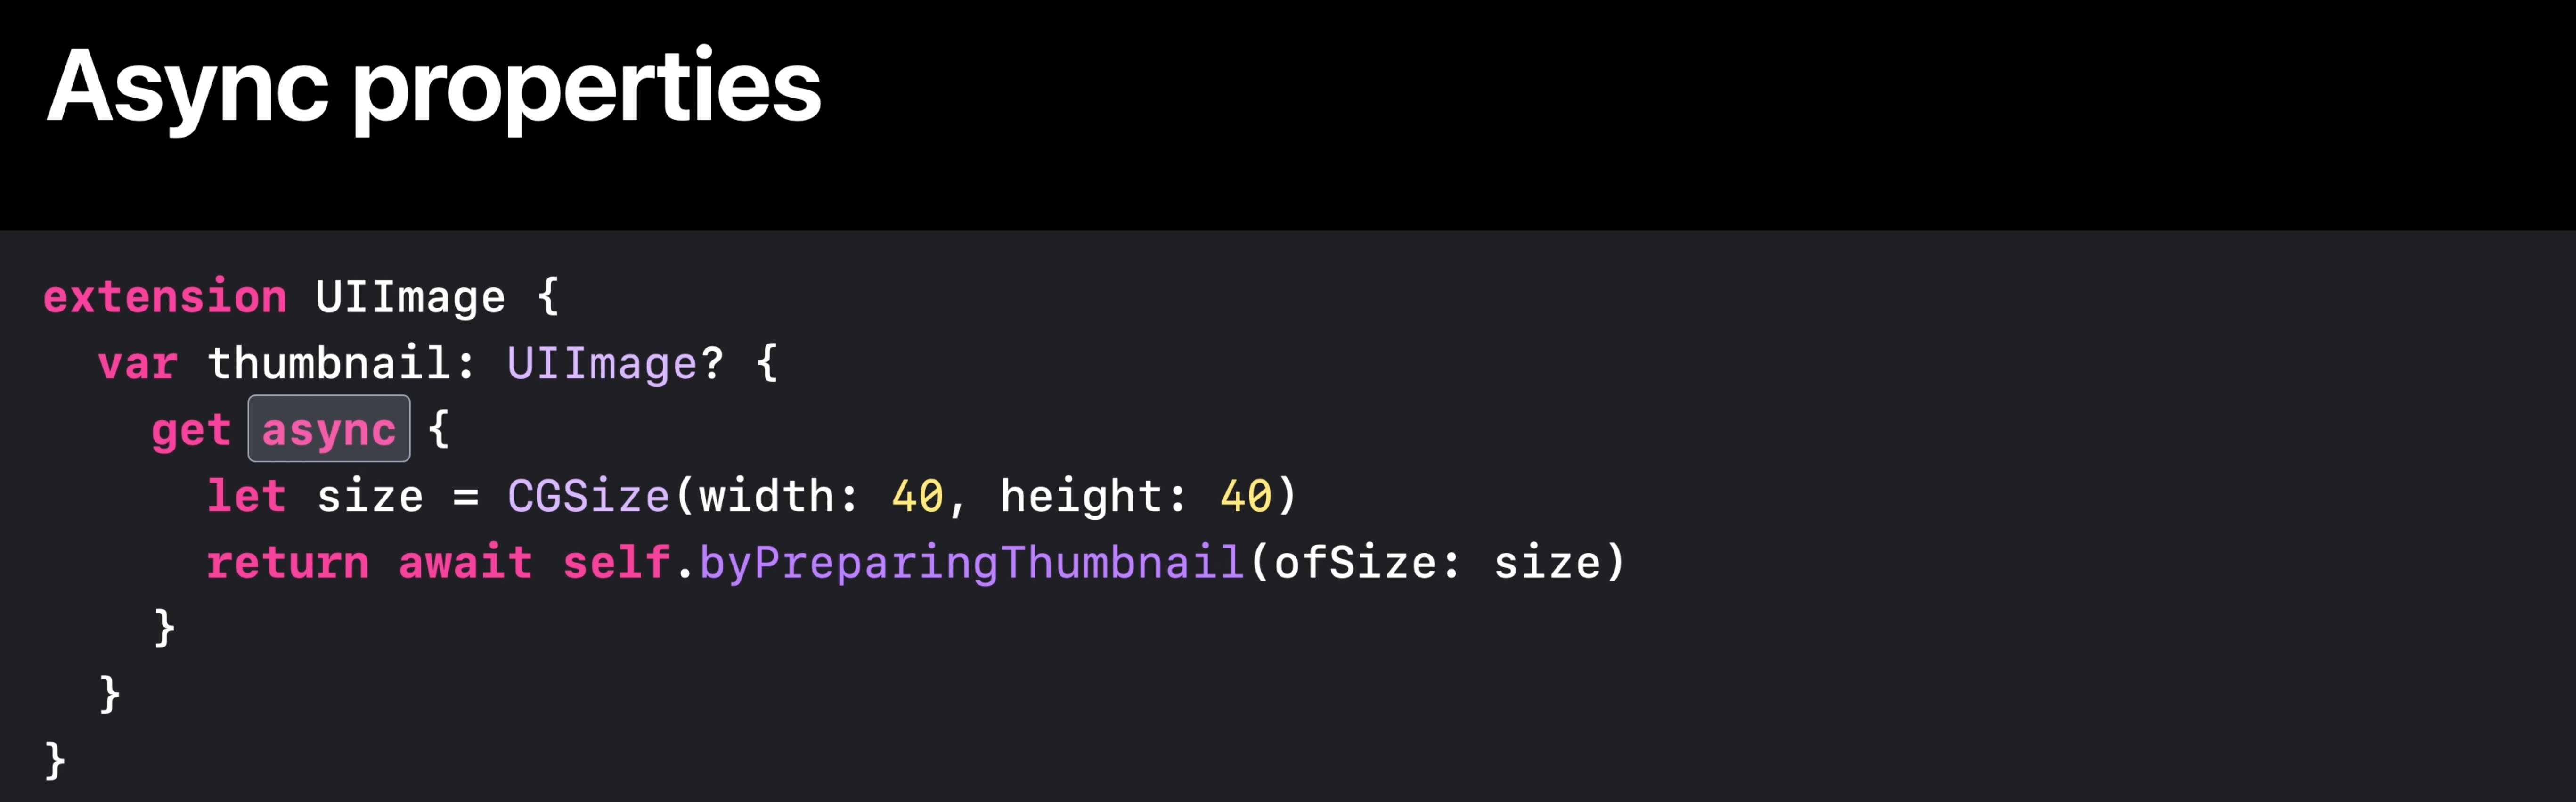 Async properties
extension UIImage {
  var thumbnail: UIImage? {
    get async {
      let size = CGSize(width: 40, height: 40)
      return await self.byPreparingThumbnail(ofSize: size)
    }
  }
}